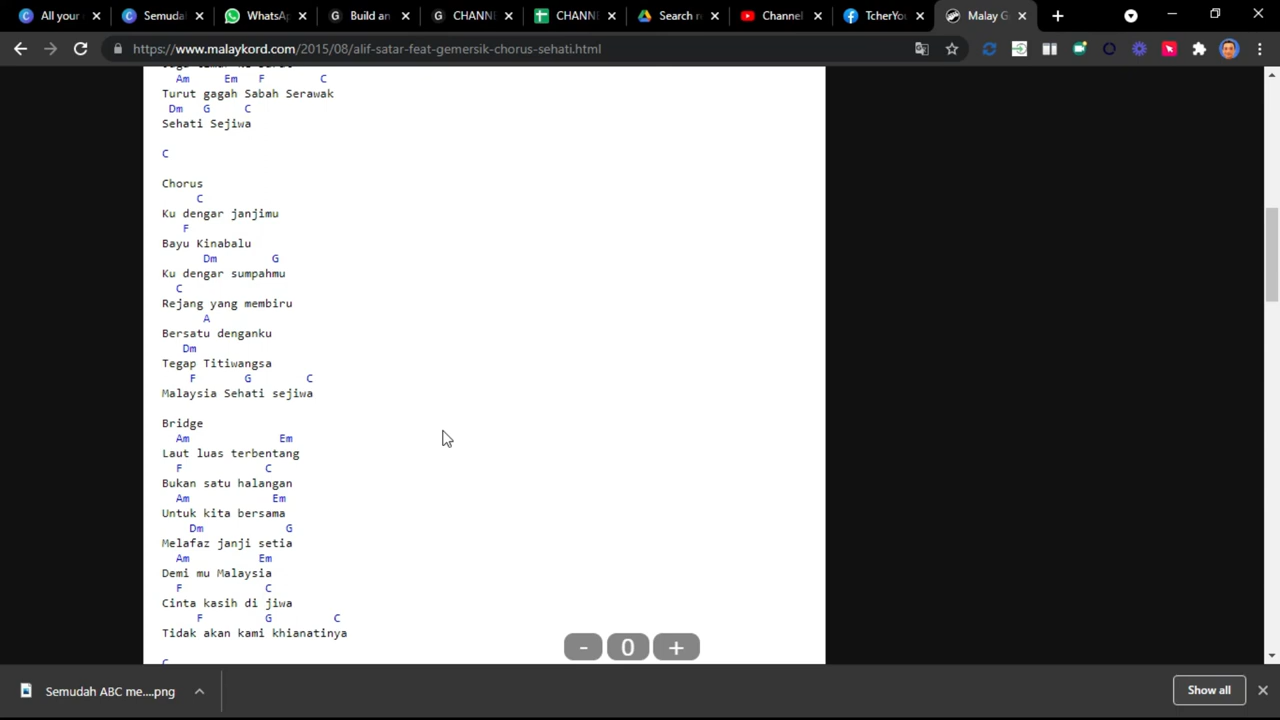 All your
Semuda
WhatsA
Build an
CHANN
CHANN
Search r
Channel
TcherYo
Malay G
https://www.malaykord.com/2015/08/alif-satar-feat-gemersik-chorus-sehati.html
Am Em F C
Turut gagah Sabah Serawak
Dm G C
Sehati Sejiwa
C
Chorus
C
Ku dengar janjimu
F
Bayu Kinabalu
Dm G
Ku dengar sumpahmu
C
Rejang yang membiru
A
Bersatu denganku
Dm
Tegap Titiwangsa
F G C
Malaysia Sehati sejiwa
Bridge
Am Em
Laut luas terbentang
F C
Bukan satu halangan
Am Em
Untuk kita bersama
Dm G
Melafaz janji setia
Am Em
Demi mu Malaysia
F C
Cinta kasih di jiwa
F G C
Tidak akan kami khianatinya
- 0 +
C
Semudah ABC me....png
Show all